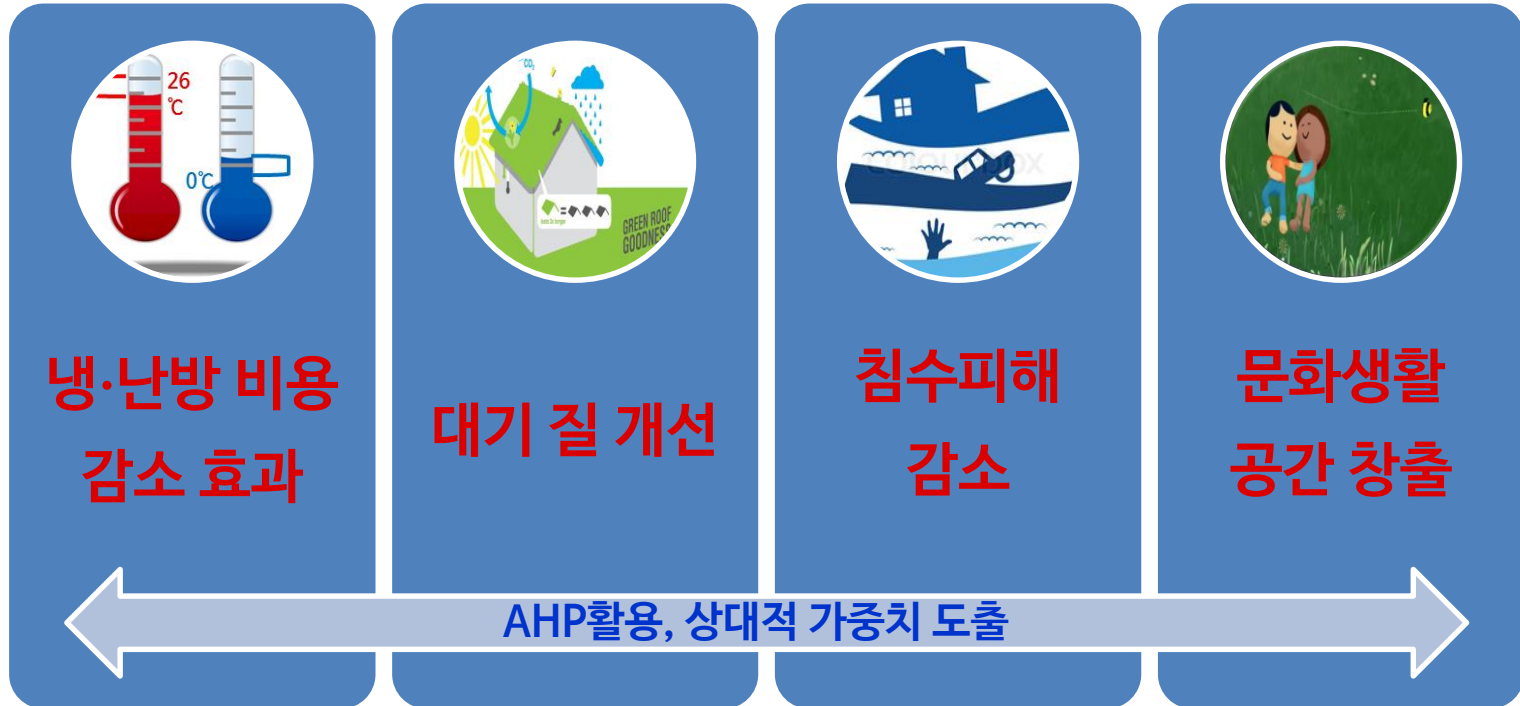 26
℃
0℃
CO₂
GREEN ROOF
GOODNESS
냉·난방 비용
감소 효과
대기 질 개선
침수피해
감소
문화생활
공간 창출
AHP활용, 상대적 가중치 도출